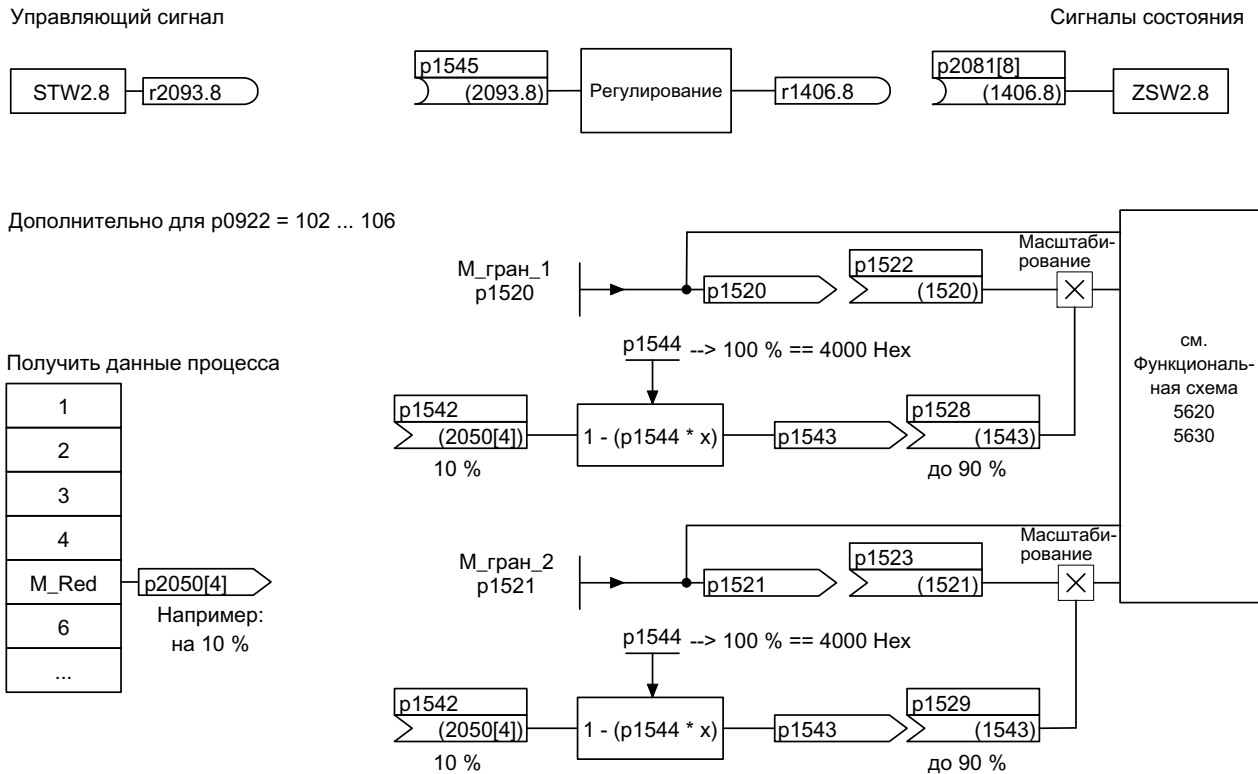 Управляющий сигнал
Сигналы состояния
STW2.8
r2093.8
p1545
(2093.8)
Регулирование
r1406.8
p2081[8]
(1406.8)
ZSW2.8
Дополнительно для p0922 = 102 ... 106
М_гран_1
p1520
p1520
p1522
(1520)
Масштаби-
рование
p1544 --> 100 % == 4000 Hex
p1542
(2050[4])
10 %
1 - (p1544 * x)
p1543
p1528
(1543)
до 90 %
см.
Функциональ-
ная схема
5620
5630
Получить данные процесса
1
2
3
4
M_Red
6
...
p2050[4]
Например:
на 10 %
М_гран_2
p1521
p1521
p1523
(1521)
Масштаби-
рование
p1544 --> 100 % == 4000 Hex
p1542
(2050[4])
10 %
1 - (p1544 * x)
p1543
p1529
(1543)
до 90 %